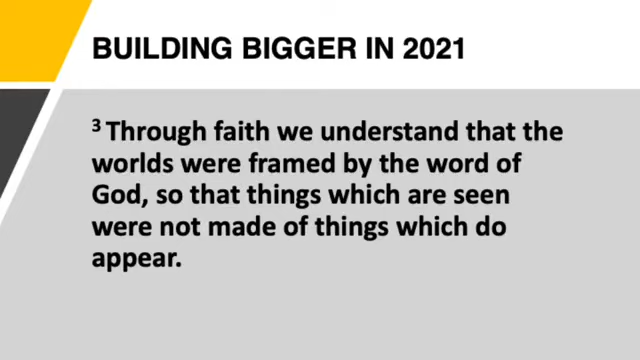 BUILDING BIGGER IN 2021
³ Through faith we understand that the
worlds were framed by the word of
God, so that things which are seen
were not made of things which do
appear.